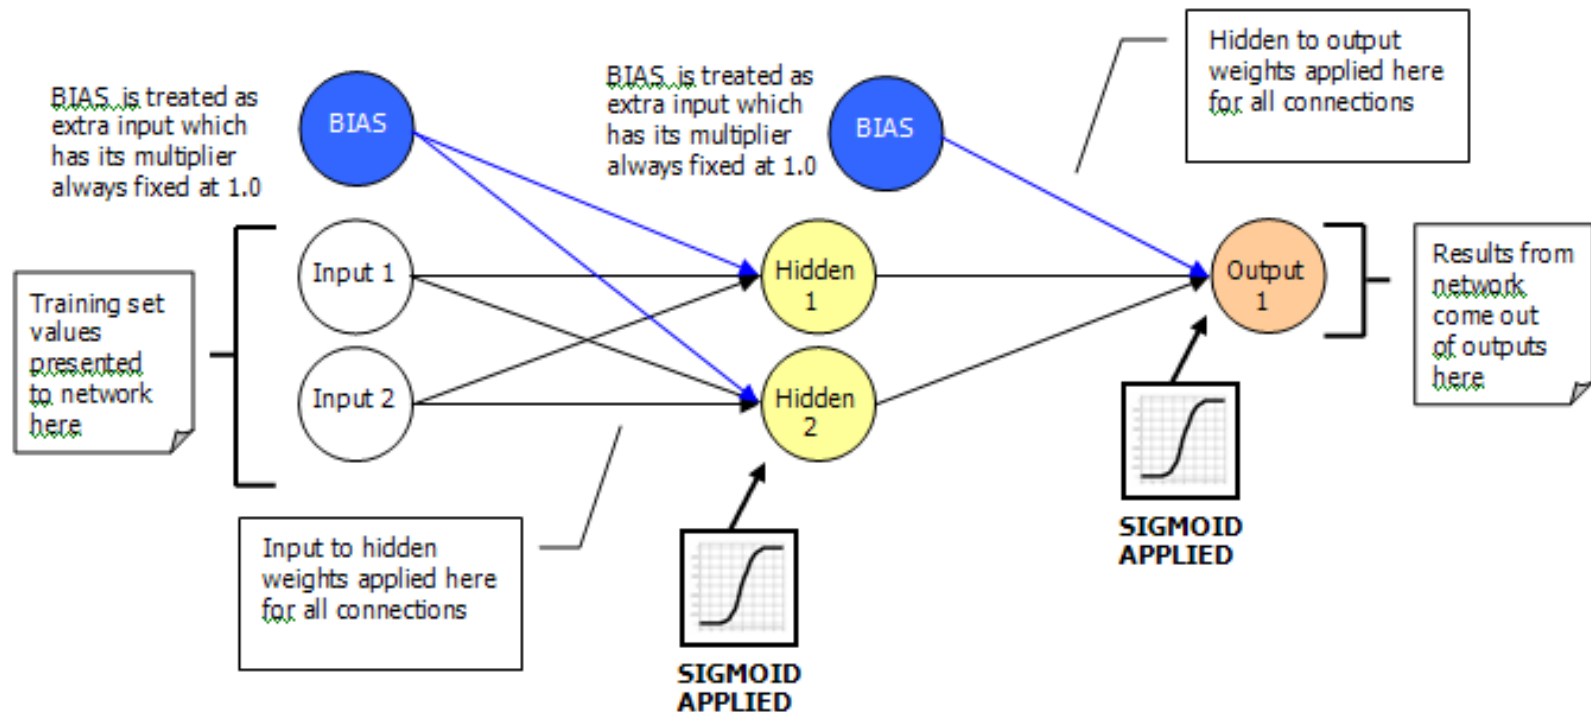 BIAS is treated as
extra input which
has its multiplier
always fixed at 1.0
BIAS
BIAS is treated as
extra input which
has its multiplier
always fixed at 1.0
BIAS
Hidden to output
weights applied here
for all connections
Training set
values
presented
to network
here
Input 1
Input 2
Hidden
1
Hidden
2
Output
1
Results from
network
come out
of outputs
here
Input to hidden
weights applied here
for all connections
SIGMOID
APPLIED
SIGMOID
APPLIED